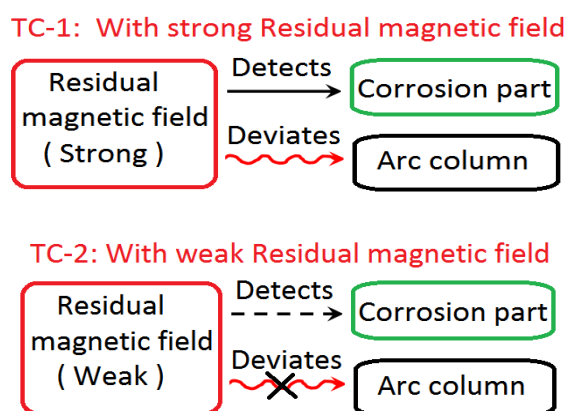 TC-1: With strong Residual magnetic field
Residual
magnetic field
( Strong )
Detects
Corrosion part
Deviates
Arc column
TC-2: With weak Residual magnetic field
Residual
magnetic field
( Weak )
Detects
Corrosion part
Deviates
Arc column